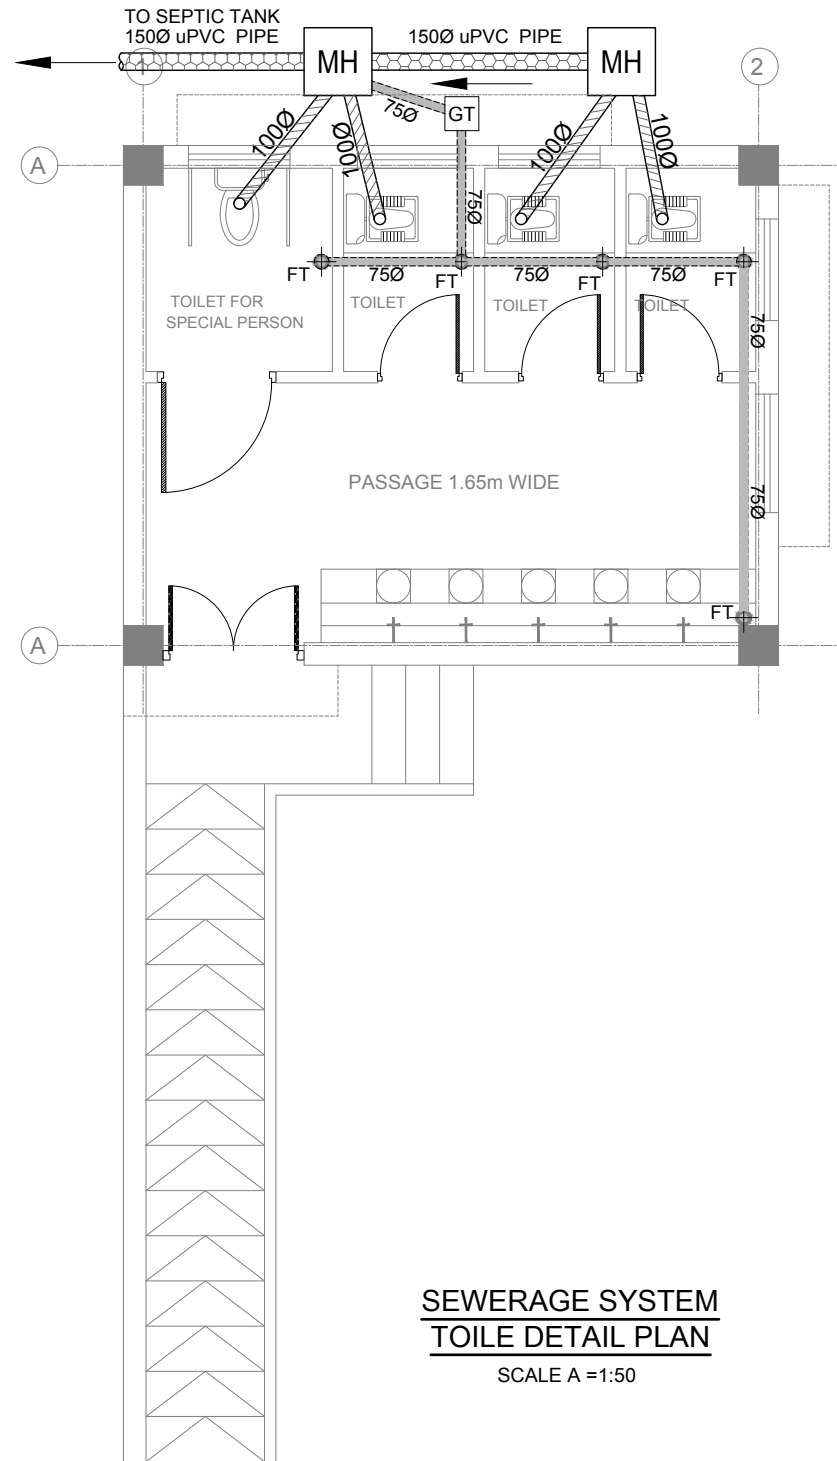 TO SEPTIC TANK
150Ø uPVC PIPE
150Ø uPVC PIPE
1
MH
MH
2
75Ø
GT
100Ø
100Ø
100Ø
100Ø
A
75Ø
FT
75Ø
FT
75Ø
FT
75Ø
FT
TOILET FOR
SPECIAL PERSON
TOILET
TOILET
TOILET
75Ø
PASSAGE 1.65m WIDE
75Ø
FT
A
SEWERAGE SYSTEM
TOILE DETAIL PLAN
SCALE A =1:50